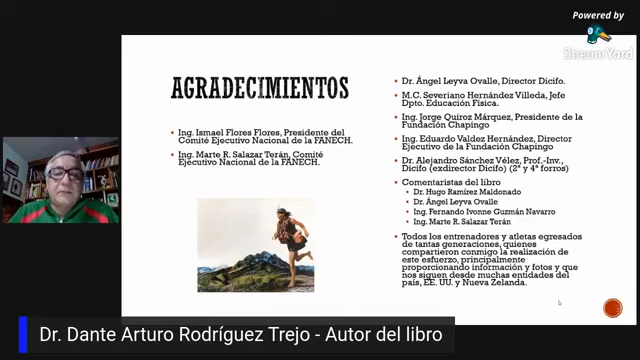 Powered by
StreamYard
AGRADECIMIENTOS
Ing. Ismael Flores Flores, Presidente del
Comité Ejecutivo Nacional de la FANECH.
Ing. Marte R. Salazar Terán, Comité
Ejecutivo Nacional de la FANECH.
Dr. Ángel Leyva Ovalle, Director Dicifo.
M.C. Severiano Hernández Villeda, Jefe
Dpto. Educación Física.
Ing. Jorge Quiroz Márquez, Presidente de la
Fundación Chapingo
Ing. Eduardo Valdez Hernández, Director
Ejecutivo de la Fundación Chapingo
Dr. Alejandro Sánchez Vélez, Prof.-Inv.,
Dicifo (exdirector Dicifo) (2° y 4° forros)
Comentaristas del libro
Dr. Hugo Ramírez Maldonado
Dr. Ángel Leyva Ovalle
Ing. Fernando Ivonne Guzmán Navarro
Ing. Marte R. Salazar Terán
Todos los entrenadores y atletas egresados
de tantas generaciones, quienes
compartieron conmigo la realización de
este esfuerzo, principalmente
proporcionando información y fotos y que
nos siguen desde muchas entidades del
país, EE. UU. y Nueva Zelanda.
Dr. Dante Arturo Rodríguez Trejo - Autor del libro